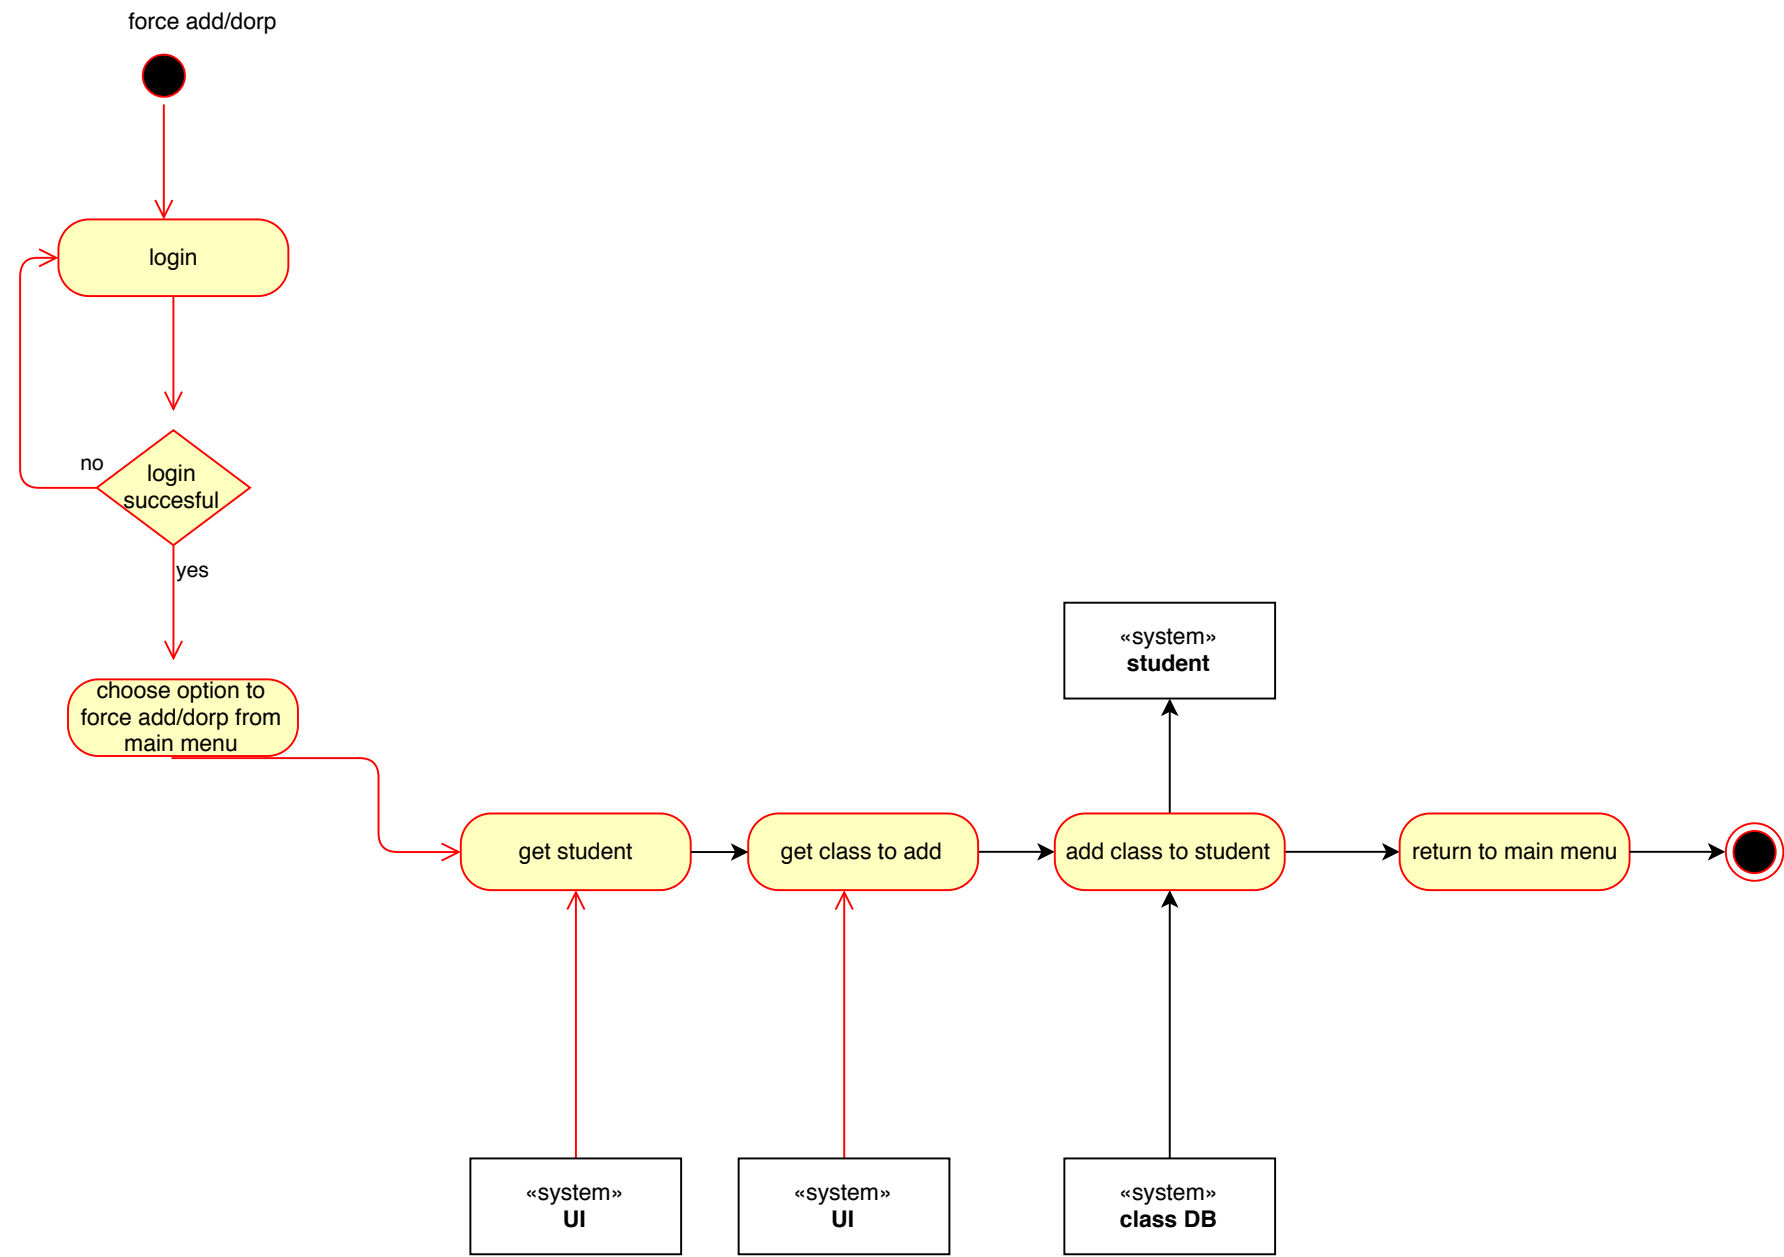 force add/dorp
login
no
login
succesful
yes
choose option to
force add/dorp from
main menu
«system»
student
get student
get class to add
add class to student
return to main menu
«system»
UI
«system»
UI
«system»
class DB